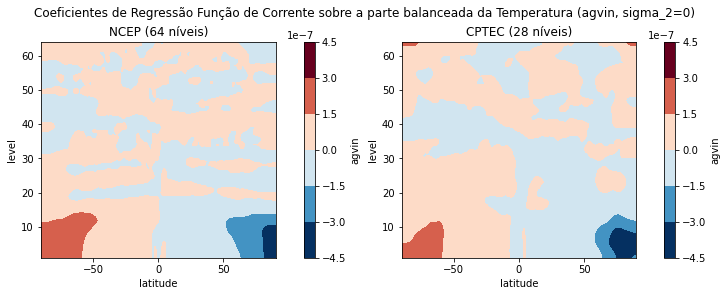 Coeficientes de Regressão Função de Corrente sobre a parte balanceada da Temperatura (agvin, sigma_2=0)
NCEP (64 níveis)
1e−7
60
50
40
30
20
10
level
−50
0
50
latitude
4.5
3.0
1.5
0.0
−1.5
−3.0
−4.5
agvin
CPTEC (28 níveis)
1e−7
60
50
40
30
20
10
level
−50
0
50
latitude
4.5
3.0
1.5
0.0
−1.5
−3.0
−4.5
agvin